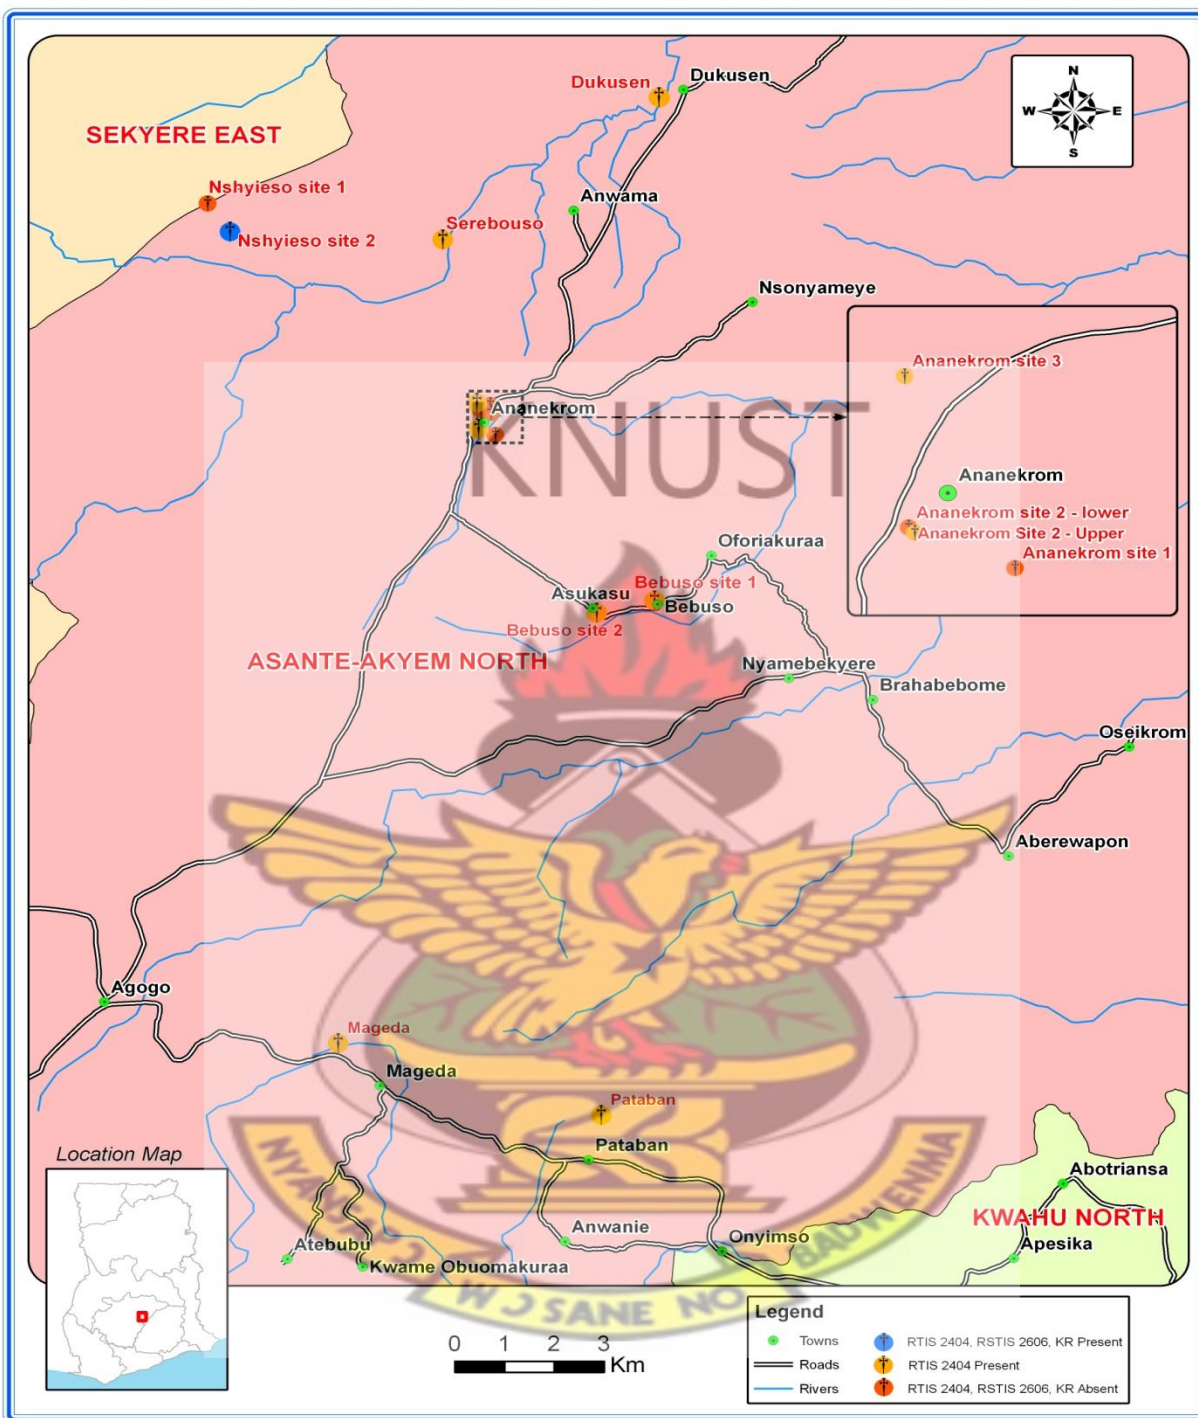 Dukusen
Dukusen
N
W E
S
SEKYERE EAST
Nshyieso site 1
Anwama
Serebouso
Nshyieso site 2
Nsonyameye
Ananekrom site 3
Ananekrom
KNUST
Ananekrom
Ananekrom site 2 - lower
Ananekrom Site 2 - Upper
Ananekrom site 1
Oforiakuraa
Bebuso site 1
Asukasu
Bebuso
Bebuso site 2
ASANTE-AKYEM NORTH
Nyamebekyere
Brahabebome
Oseikrom
Aberewapon
Agogo
Mageda
Mageda
Pataban
Pataban
Location Map
Abotriansa
KWAHU NORTH
Anwanie
Onyimso
Apesika
Atebubu
Kwame Obuomakuraa
W Ɔ SANE NO BADWENMA
Legend
Towns
RTIS 2404, RSTIS 2606, KR Present
Roads
RTIS 2404 Present
Rivers
RTIS 2404, RSTIS 2606, KR Absent
0 1 2 3
Km